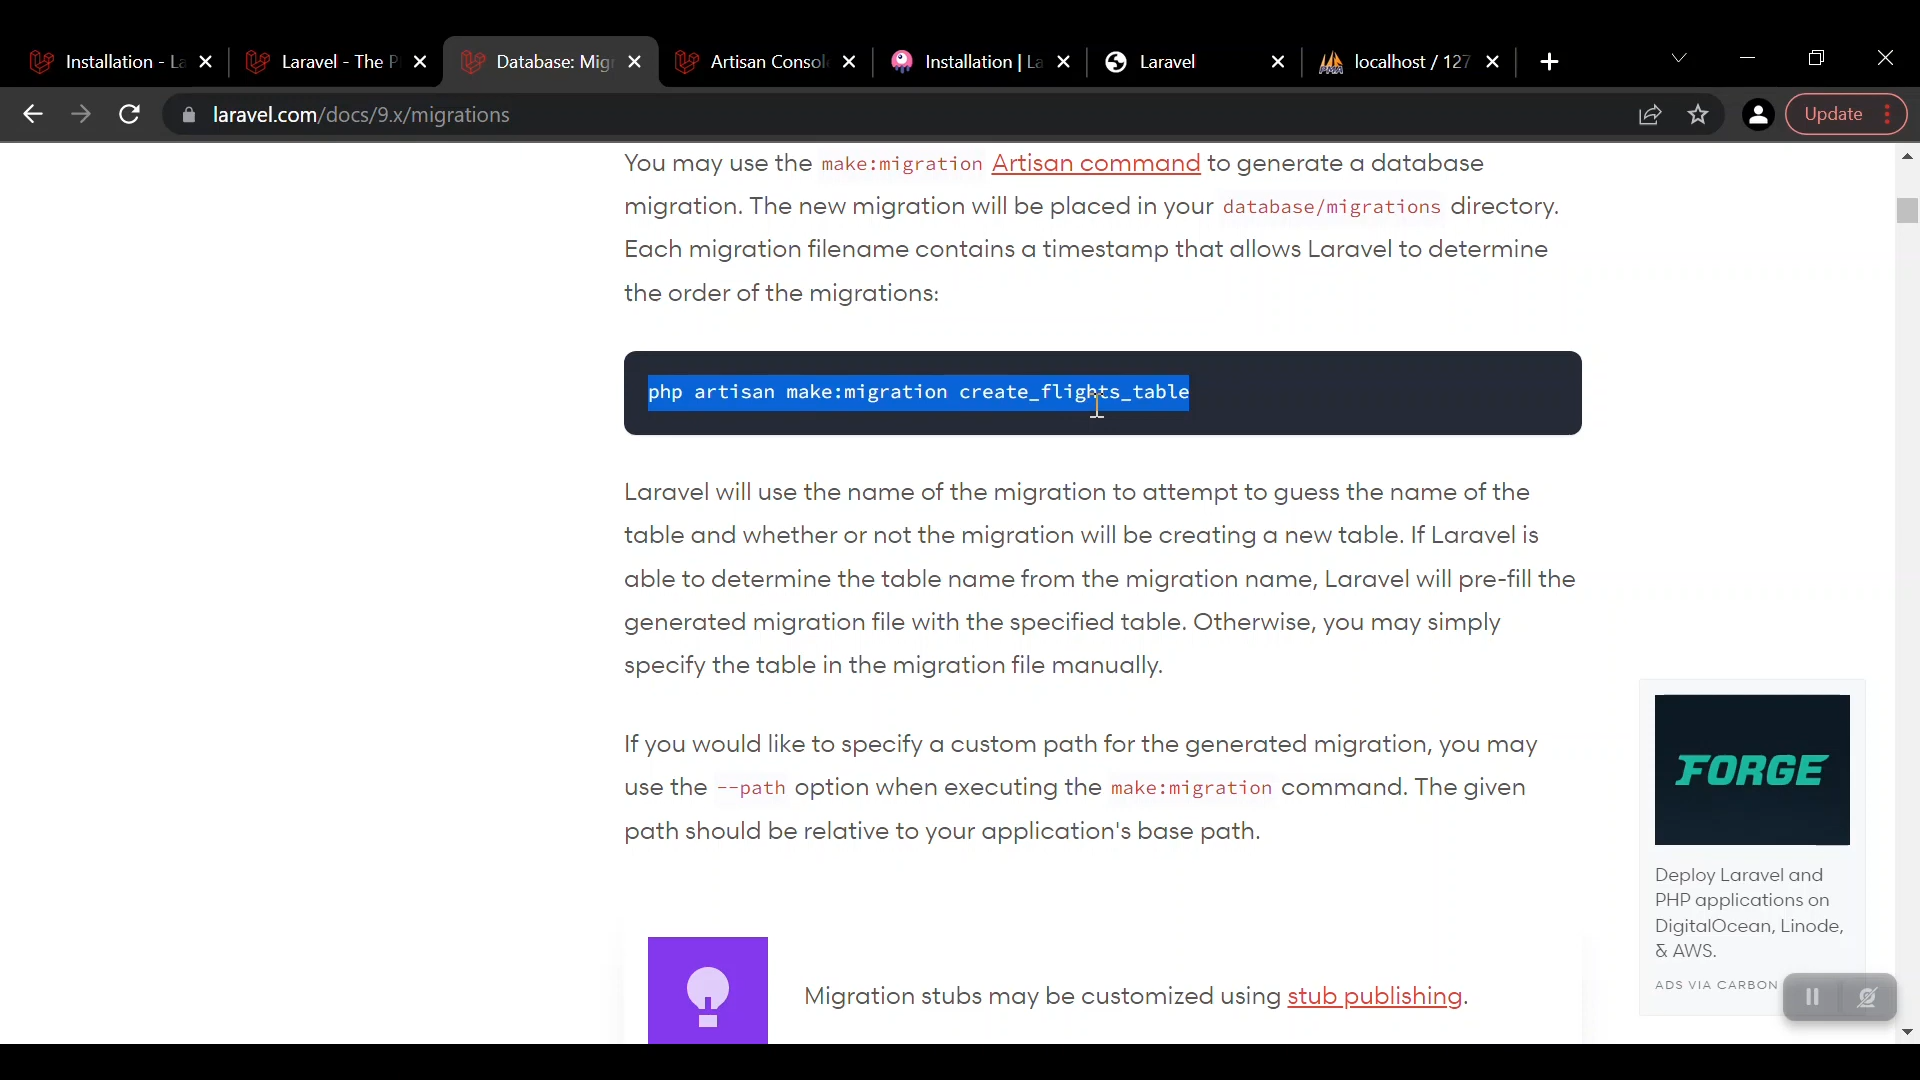 Installation - La
Laravel - The P
Database: Migr
Artisan Consol
Installation | La
Laravel
localhost / 127
laravel.com/docs/9.x/migrations
Update
You may use the make:migration Artisan command to generate a database
migration. The new migration will be placed in your database/migrations directory.
Each migration filename contains a timestamp that allows Laravel to determine
the order of the migrations:
php artisan make:migration create_flights_table
Laravel will use the name of the migration to attempt to guess the name of the
table and whether or not the migration will be creating a new table. If Laravel is
able to determine the table name from the migration name, Laravel will pre-fill the
generated migration file with the specified table. Otherwise, you may simply
specify the table in the migration file manually.
If you would like to specify a custom path for the generated migration, you may
use the --path option when executing the make:migration command. The given
path should be relative to your application's base path.
FORGE
Deploy Laravel and
PHP applications on
DigitalOcean, Linode,
& AWS.
ADS VIA CARBON
Migration stubs may be customized using stub publishing.